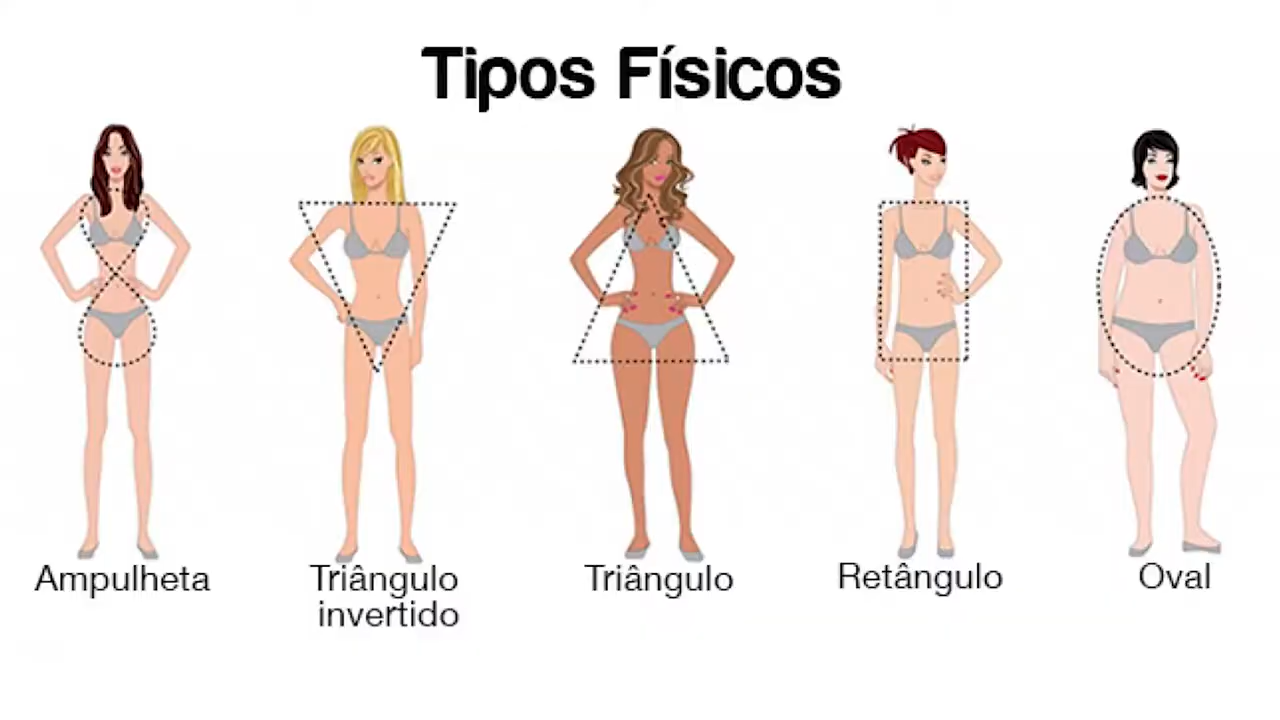 Tipos Físicos
Ampulheta
Triângulo
invertido
Triângulo
Retângulo
Oval